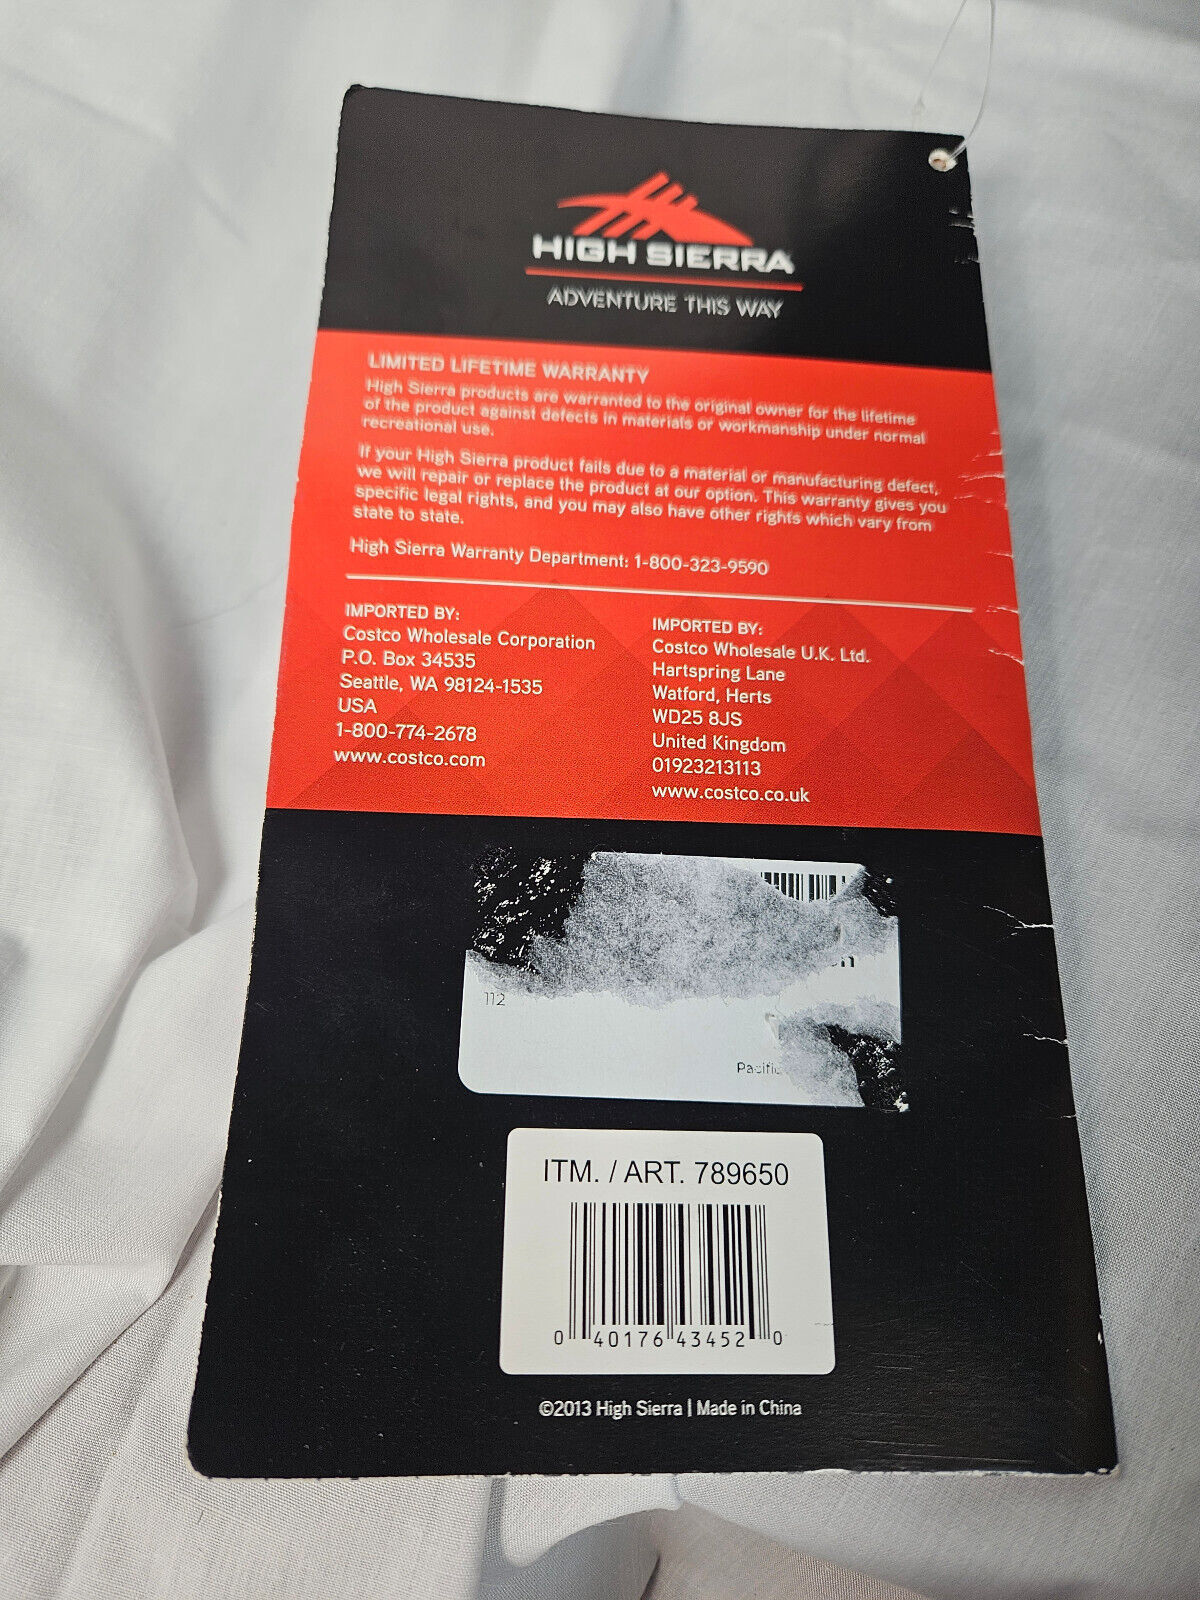 HIGH SIERRA
ADVENTURE THIS WAY
LIMITED LIFETIME WARRANTY
High Sierra products are warranted to the original owner for the lifetime
of the product against defects in materials or workmanship under normal
recreational use.
If your High Sierra product fails due to a material or manufacturing defect,
we will repair or replace the product at our option. This warranty gives you
specific legal rights, and you may also have other rights which vary from
state to state.
High Sierra Warranty Department: 1-800-323-9590
IMPORTED BY:
Costco Wholesale Corporation
P.O. Box 34535
Seattle, WA 98124-1535
USA
1-800-774-2678
www.costco.com
IMPORTED BY:
Costco Wholesale U.K. Ltd.
Hartspring Lane
Watford, Herts
WD25 8JS
United Kingdom
01923213113
www.costco.co.uk
112
Pacific
ITM. / ART. 789650
0 40176 43452 0
©2013 High Sierra | Made in China